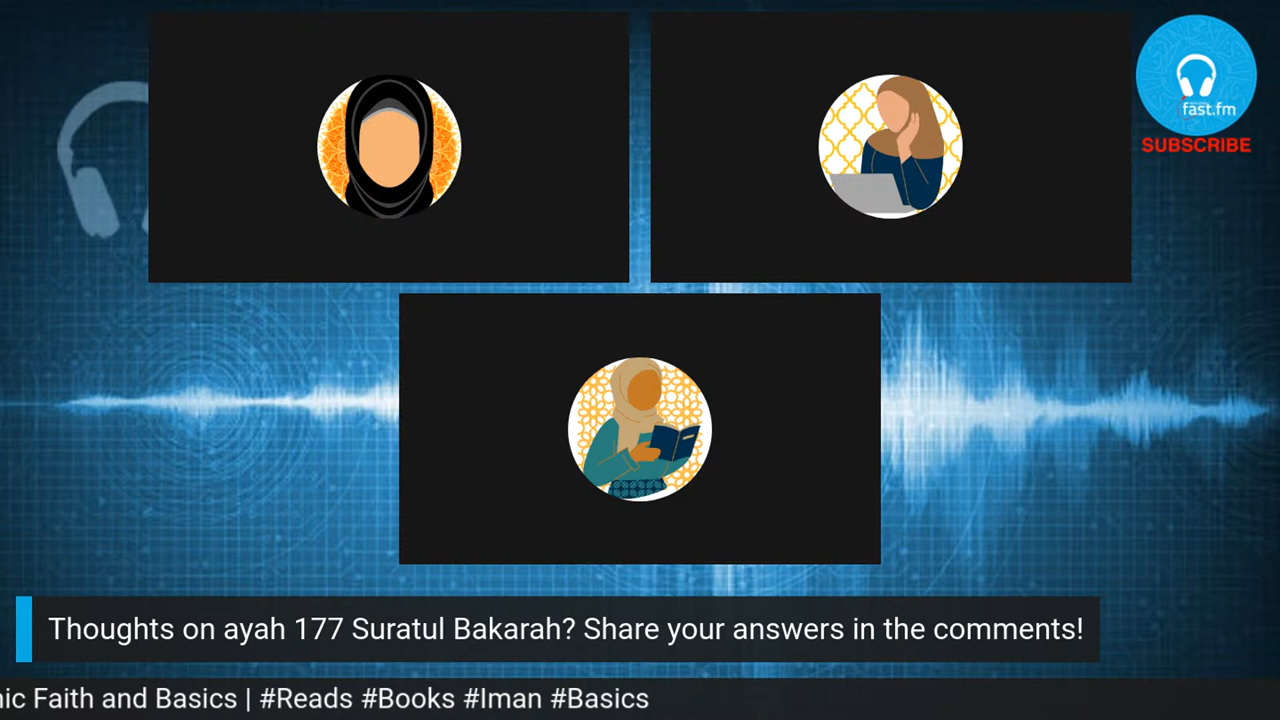 fast.fm
SUBSCRIBE
Thoughts on ayah 177 Suratul Bakarah? Share your answers in the comments!
nic Faith and Basics | #Reads #Books #Iman #Basics